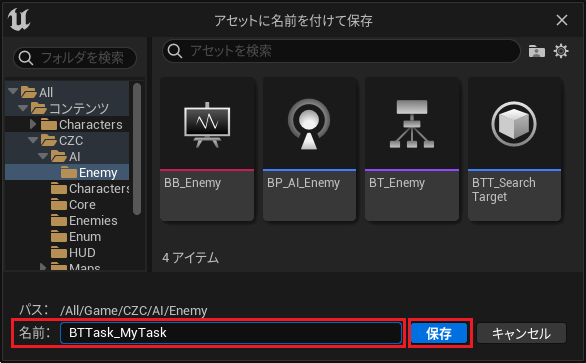 アセットに名前を付けて保存
フォルダを検索
アセットを検索
All
コンテンツ
Characters
CZC
AI
Enemy
Characters
Core
Enemies
Enum
HUD
Maps
BB_Enemy
BP_AI_Enemy
BT_Enemy
BTT_Search
Target
4 アイテム
パス： /All/Game/CZC/AI/Enemy
名前： BTTask_MyTask
保存
キャンセル